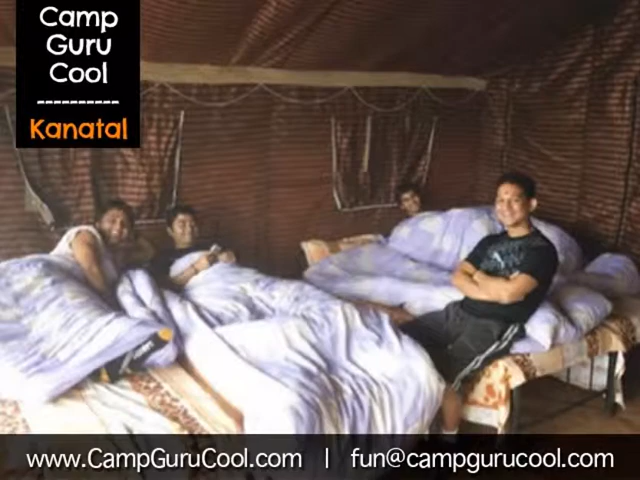 Camp
Guru
Cool
----------
Kanatal
www.CampGuruCool.com | fun@campgurucool.com